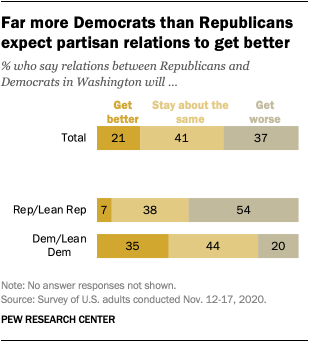 Far more Democrats than Republicans
expect partisan relations to get better
% who say relations between Republicans and
Democrats in Washington will ...
Get better Stay about the same Get worse
Total 21 41 37
Rep/Lean Rep 7 38 54
Dem/Lean Dem 35 44 20
Note: No answer responses not shown.
Source: Survey of U.S. adults conducted Nov. 12-17, 2020.
PEW RESEARCH CENTER